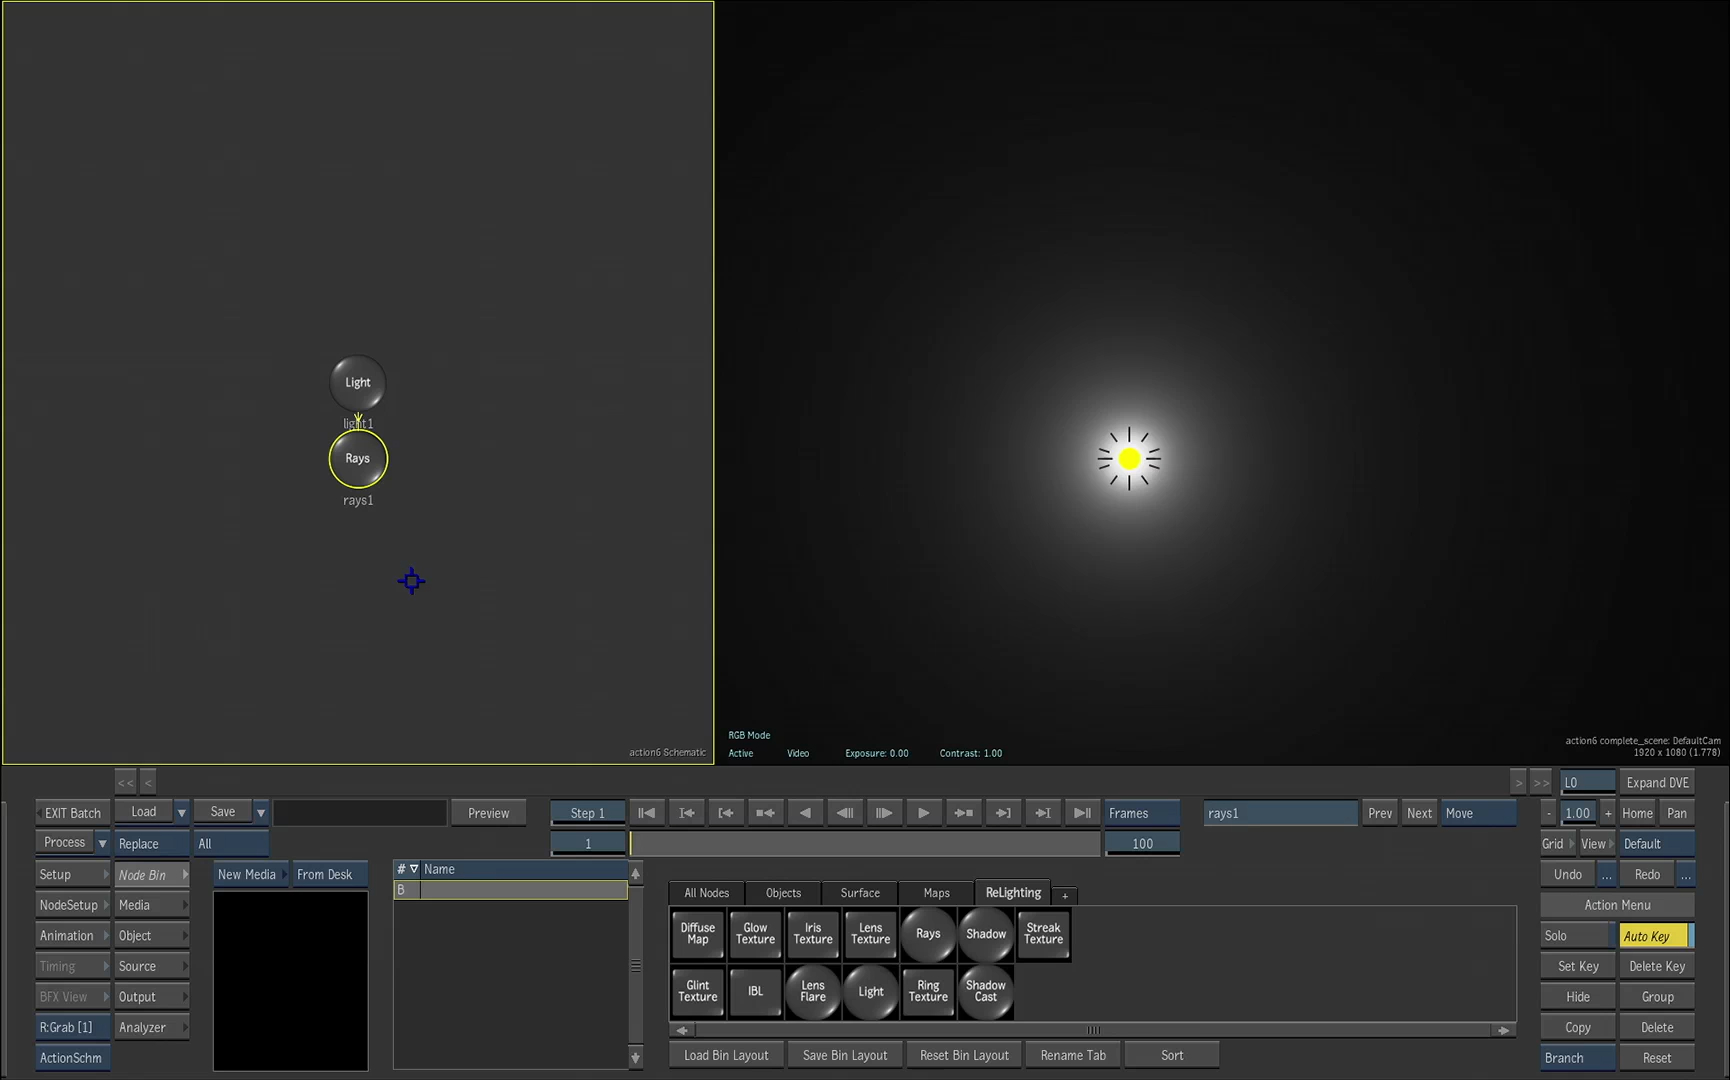 Light
light1
Rays
rays1
action6 Schematic
RGB Mode
Active Video Exposure: 0.00 Contrast: 1.00
action6 complete_scene: DefaultCam
1920 x 1080 (1.778)
<< < > >> L0 Expand DVE
EXIT Batch Load Save Preview Step 1 Frames rays1 Prev Next Move - 1.00 + Home Pan
Process Replace All 1 100 Grid View Default
Setup Node Bin New Media From Desk # Name Undo ... Redo ...
B
All Nodes Objects Surface Maps ReLighting +
NodeSetup Media Action Menu
Diffuse Map Glow Texture Iris Texture Lens Texture Rays Shadow Streak Texture
Animation Object Solo Auto Key
Timing Source Set Key Delete Key
Glint Texture IBL Lens Flare Light Ring Texture Shadow Cast
BFX View Output Hide Group
R:Grab [1] Analyzer Copy Delete
ActionSchm Load Bin Layout Save Bin Layout Reset Bin Layout Rename Tab Sort Branch Reset